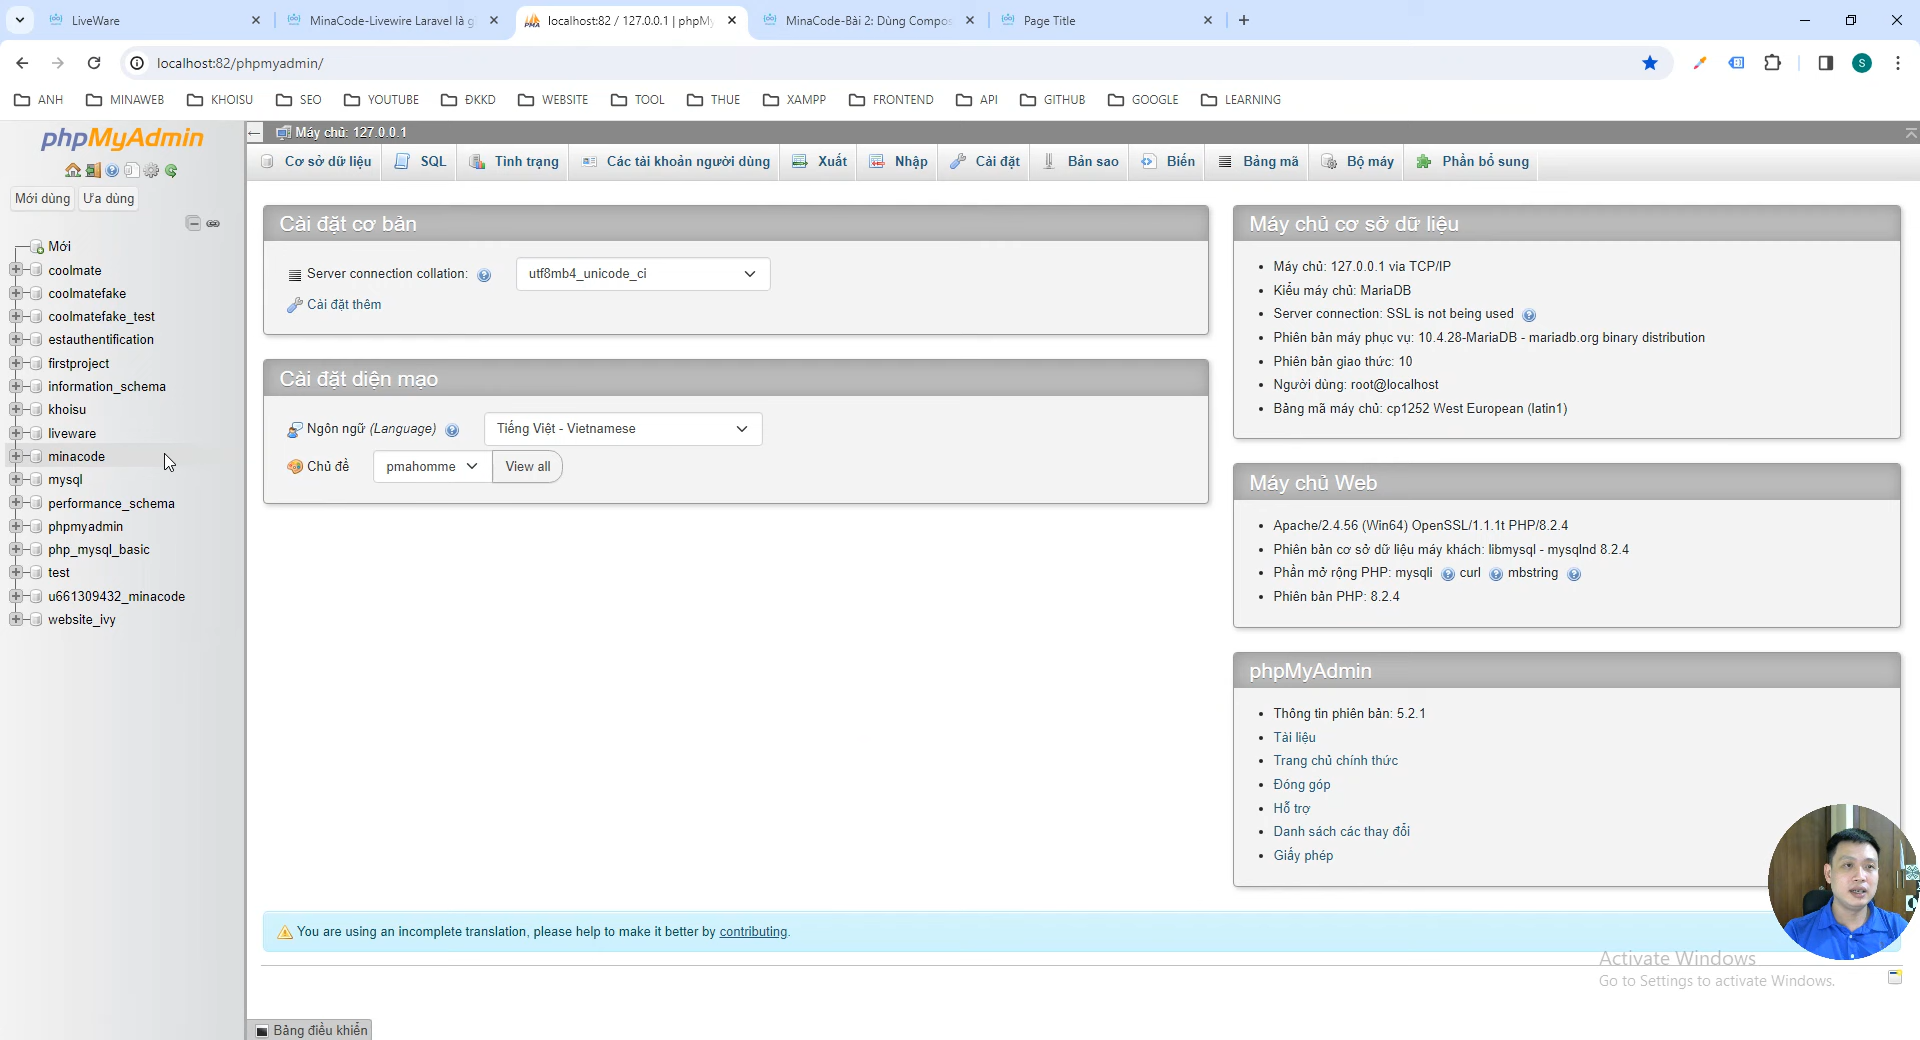 LiveWare
MinaCode-Livewire Laravel là g
localhost:82 / 127.0.0.1 | phpMy
MinaCode-Bài 2: Dùng Compos
Page Title
localhost:82/phpmyadmin/
S
ANH
MINAWEB
KHOISU
SEO
YOUTUBE
ĐKKD
WEBSITE
TOOL
THUE
XAMPP
FRONTEND
API
GITHUB
GOOGLE
LEARNING
phpMyAdmin
Mới dùng
Ưa dùng
Mới
coolmate
coolmatefake
coolmatefake_test
estauthentification
firstproject
information_schema
khoisu
liveware
minacode
mysql
performance_schema
phpmyadmin
php_mysql_basic
test
u661309432_minacode
website_ivy
Máy chủ: 127.0.0.1
Cơ sở dữ liệu
SQL
Tình trạng
Các tài khoản người dùng
Xuất
Nhập
Cài đặt
Bản sao
Biến
Bảng mã
Bộ máy
Phần bổ sung
Cài đặt cơ bản
Server connection collation:
utf8mb4_unicode_ci
Cài đặt thêm
Cài đặt diện mạo
Ngôn ngữ (Language)
Tiếng Việt - Vietnamese
Chủ đề
pmahomme
View all
Máy chủ cơ sở dữ liệu
Máy chủ: 127.0.0.1 via TCP/IP
Kiểu máy chủ: MariaDB
Server connection: SSL is not being used
Phiên bản máy phục vụ: 10.4.28-MariaDB - mariadb.org binary distribution
Phiên bản giao thức: 10
Người dùng: root@localhost
Bảng mã máy chủ: cp1252 West European (latin1)
Máy chủ Web
Apache/2.4.56 (Win64) OpenSSL/1.1.1t PHP/8.2.4
Phiên bản cơ sở dữ liệu máy khách: libmysql - mysqlnd 8.2.4
Phần mở rộng PHP: mysqli curl mbstring
Phiên bản PHP: 8.2.4
phpMyAdmin
Thông tin phiên bản: 5.2.1
Tài liệu
Trang chủ chính thức
Đóng góp
Hỗ trợ
Danh sách các thay đổi
Giấy phép
You are using an incomplete translation, please help to make it better by contributing.
Activate Windows
Go to Settings to activate Windows.
Bảng điều khiển